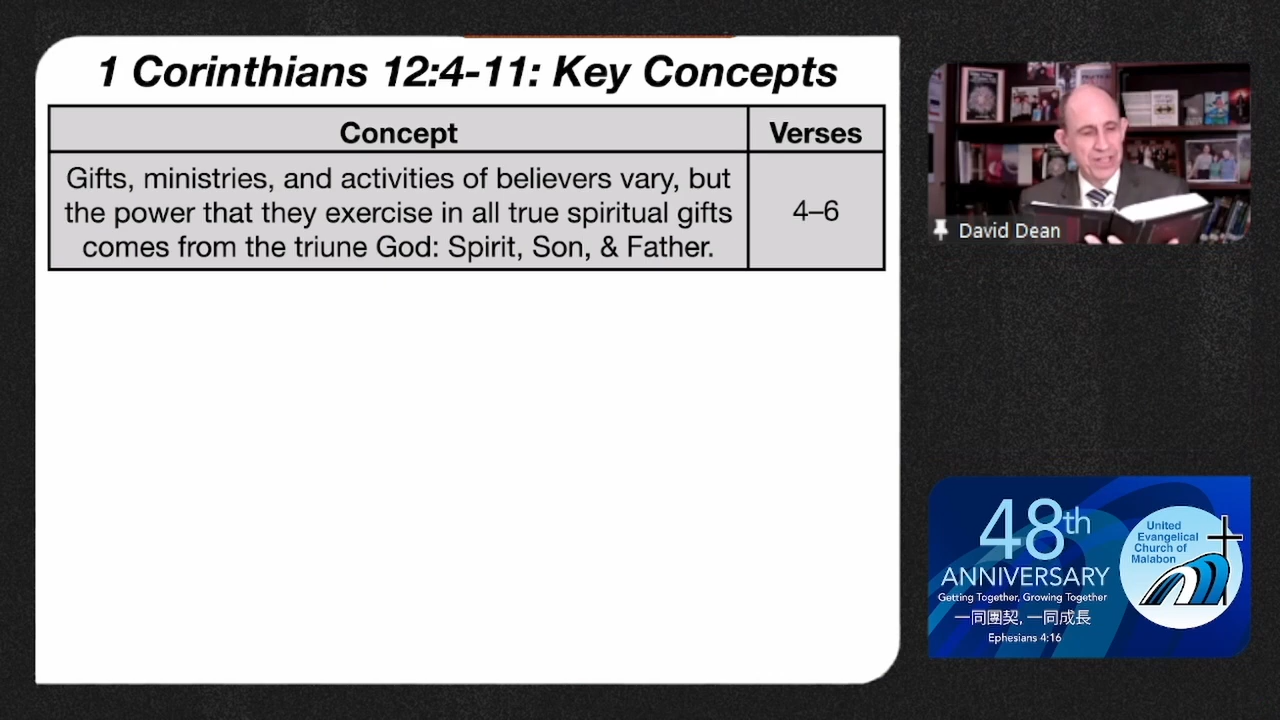 1 Corinthians 12:4-11: Key Concepts
Concept
Verses
Gifts, ministries, and activities of believers vary, but
the power that they exercise in all true spiritual gifts
comes from the triune God: Spirit, Son, & Father.
4–6
David Dean
48th
ANNIVERSARY
Getting Together, Growing Together
一同團契, 一同成長
Ephesians 4:16
United
Evangelical
Church of
Malabon